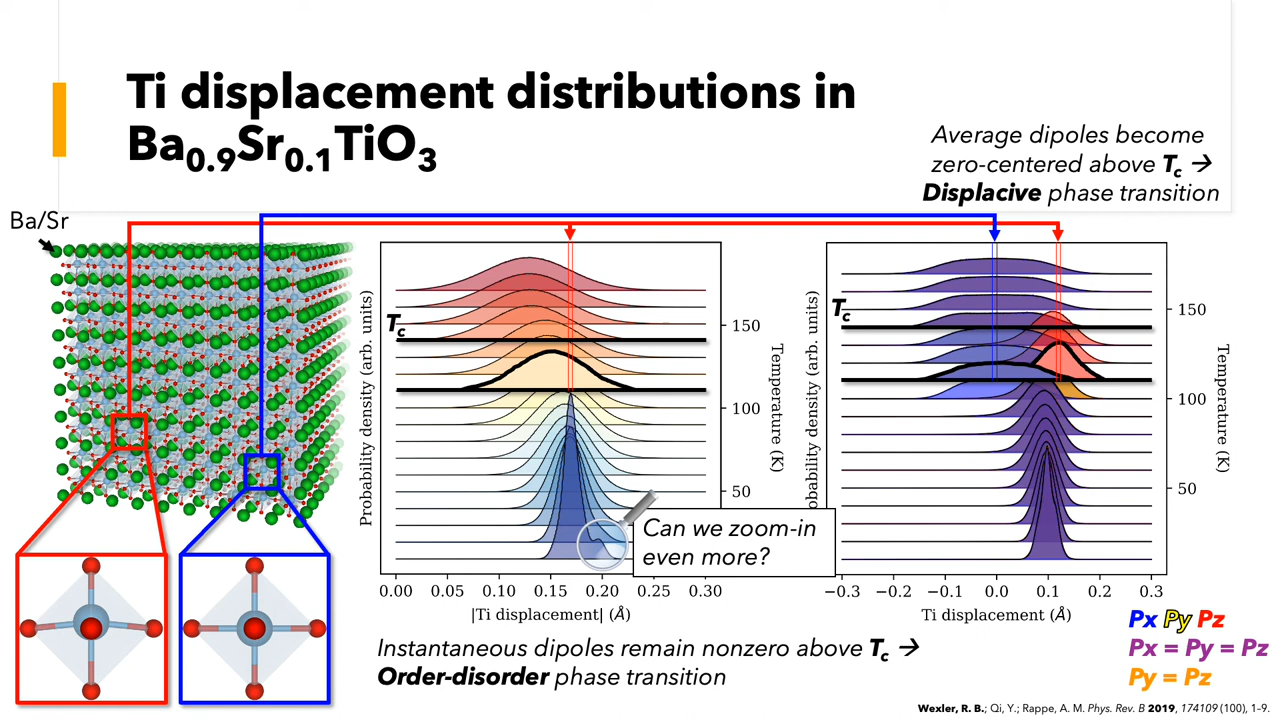 Ti displacement distributions in
Ba0.9Sr0.1TiO3
Average dipoles become
zero-centered above Tc →
Displacive phase transition
Ba/Sr
Tc
Tc
Probability density (arb. units)
150
100
50
Temperature (K)
0.00 0.05 0.10 0.15 0.20 0.25 0.30
|Ti displacement| (Å)
Probability density (arb. units)
150
100
50
Temperature (K)
−0.3 −0.2 −0.1 0.0 0.1 0.2 0.3
Ti displacement (Å)
Can we zoom-in
even more?
Instantaneous dipoles remain nonzero above Tc →
Order-disorder phase transition
Px Py Pz
Px = Py = Pz
Py = Pz
Wexler, R. B.; Qi, Y.; Rappe, A. M. Phys. Rev. B 2019, 174109 (100), 1–9.